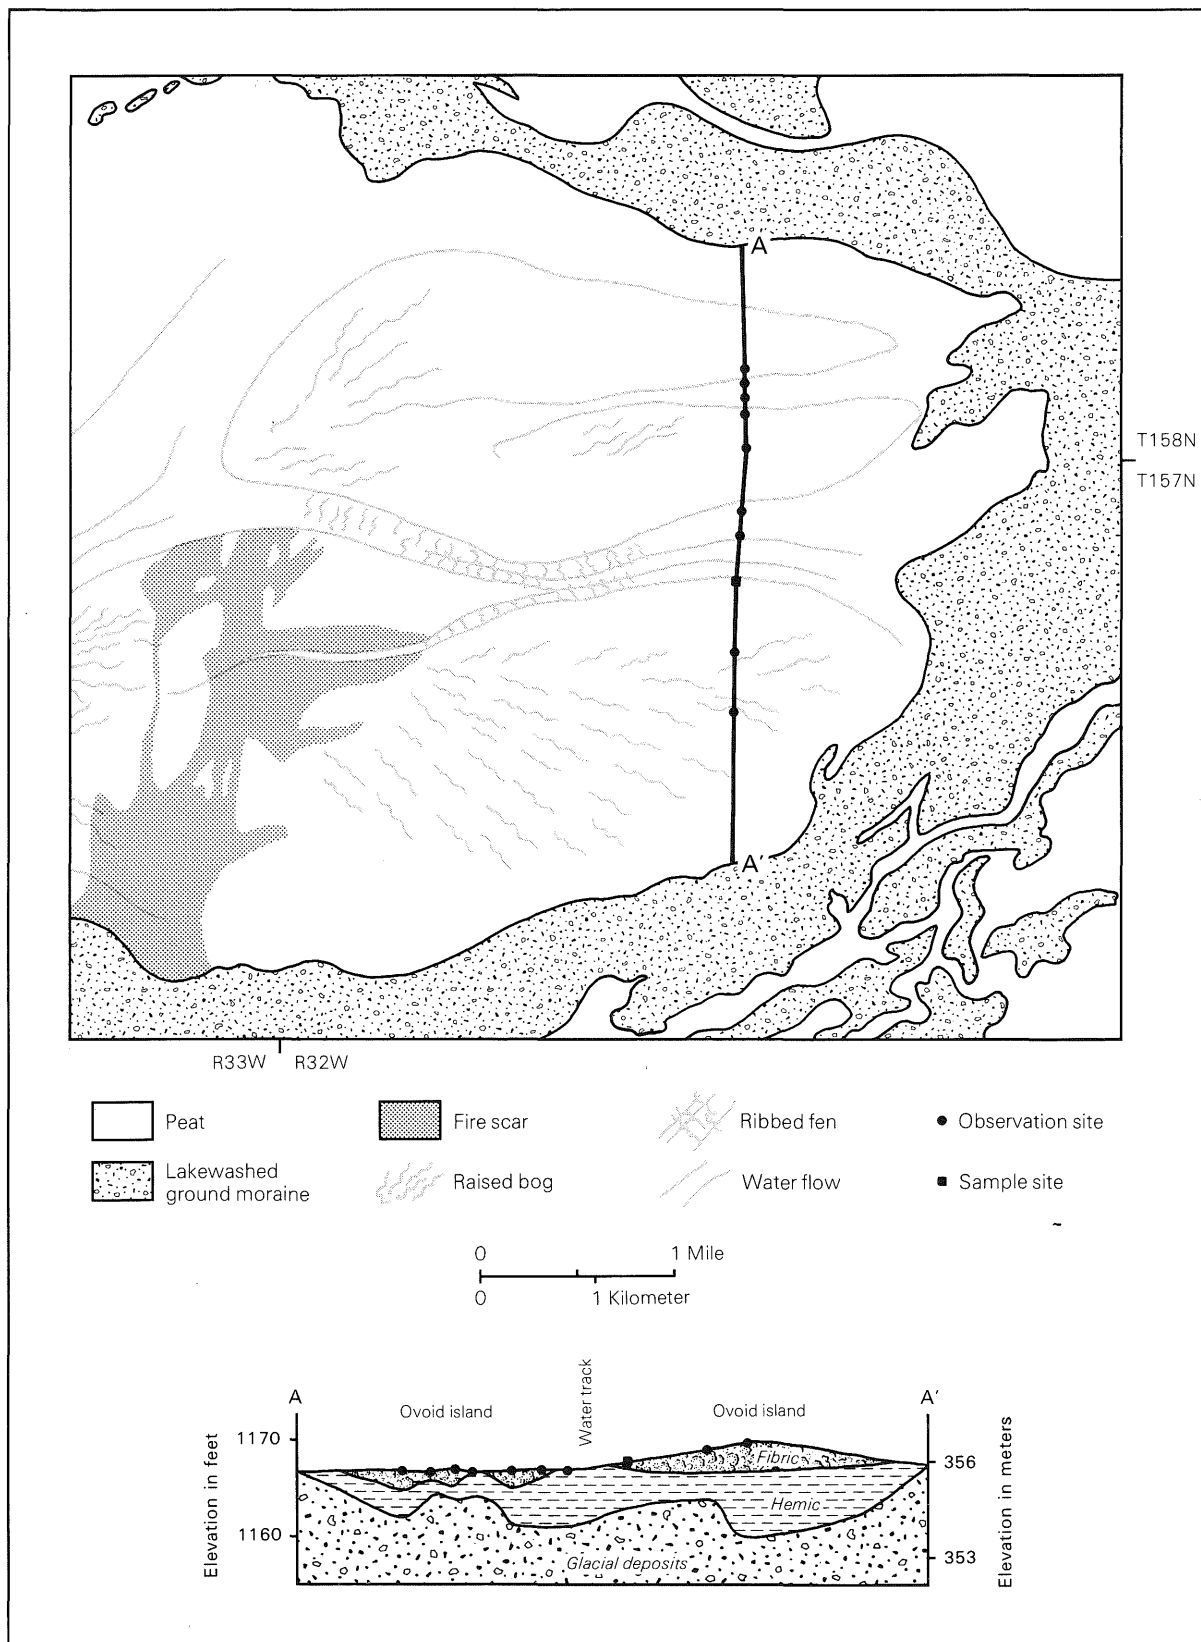 A
T158N
T157N
A'
R33W R32W
Peat
Fire scar
Ribbed fen
Observation site
Lakewashed
ground moraine
Raised bog
Water flow
Sample site
0 1 Mile
0 1 Kilometer
A Ovoid island Water track Ovoid island A'
Elevation in feet
1170
1160
Fibric
Hemic
Glacial deposits
356
353
Elevation in meters